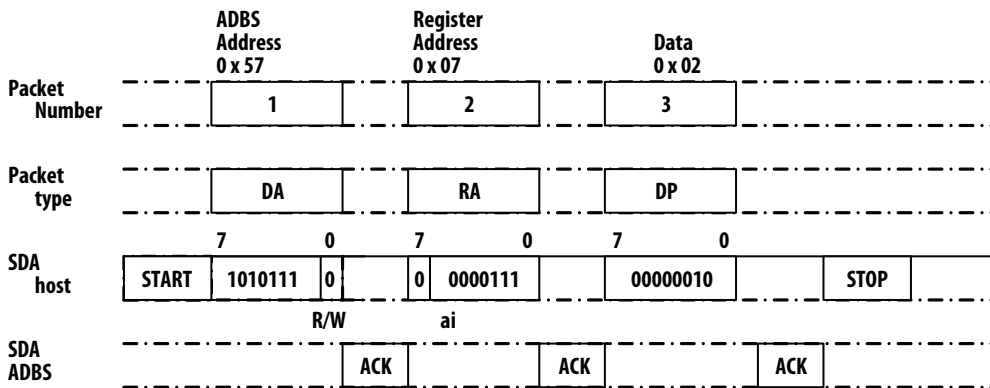 ADBS Register
Address Address Data
0 x 57 0 x 07 0 x 02
Packet
Number 1 2 3
Packet
type DA RA DP
7 0 7 0 7 0
SDA
host START 1010111 0 0 0000111 00000010 STOP
R/W ai
SDA
ADBS ACK ACK ACK